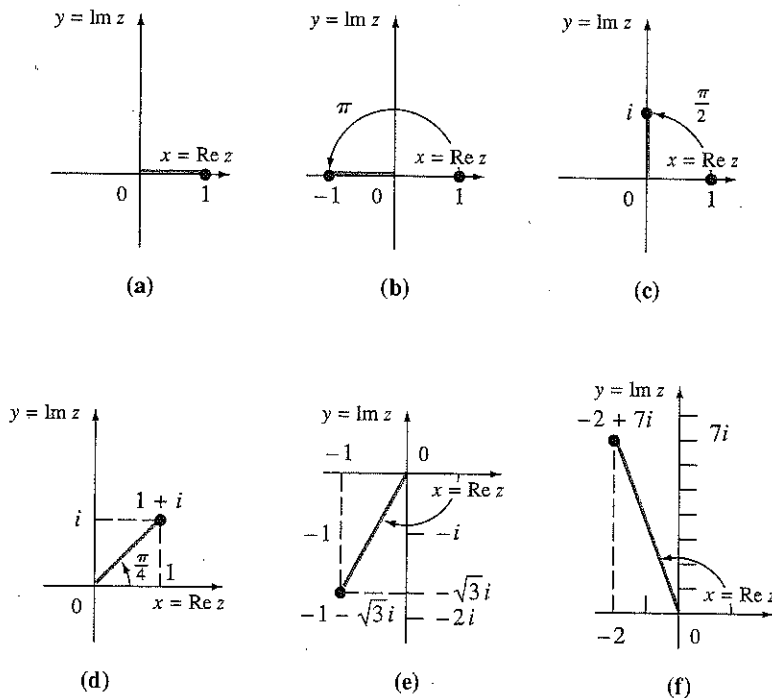 y = Im z
x = Re z
0 1
(a)
y = Im z
π
x = Re z
−1 0 1
(b)
y = Im z
i π/2
x = Re z
0 1
(c)
y = Im z
1 + i
i
π/4 1
0 x = Re z
(d)
y = Im z
−1 0
x = Re z
−1 −i
−√3i
−1 − √3i −2i
(e)
y = Im z
−2 + 7i 7i
x = Re z
−2 0
(f)